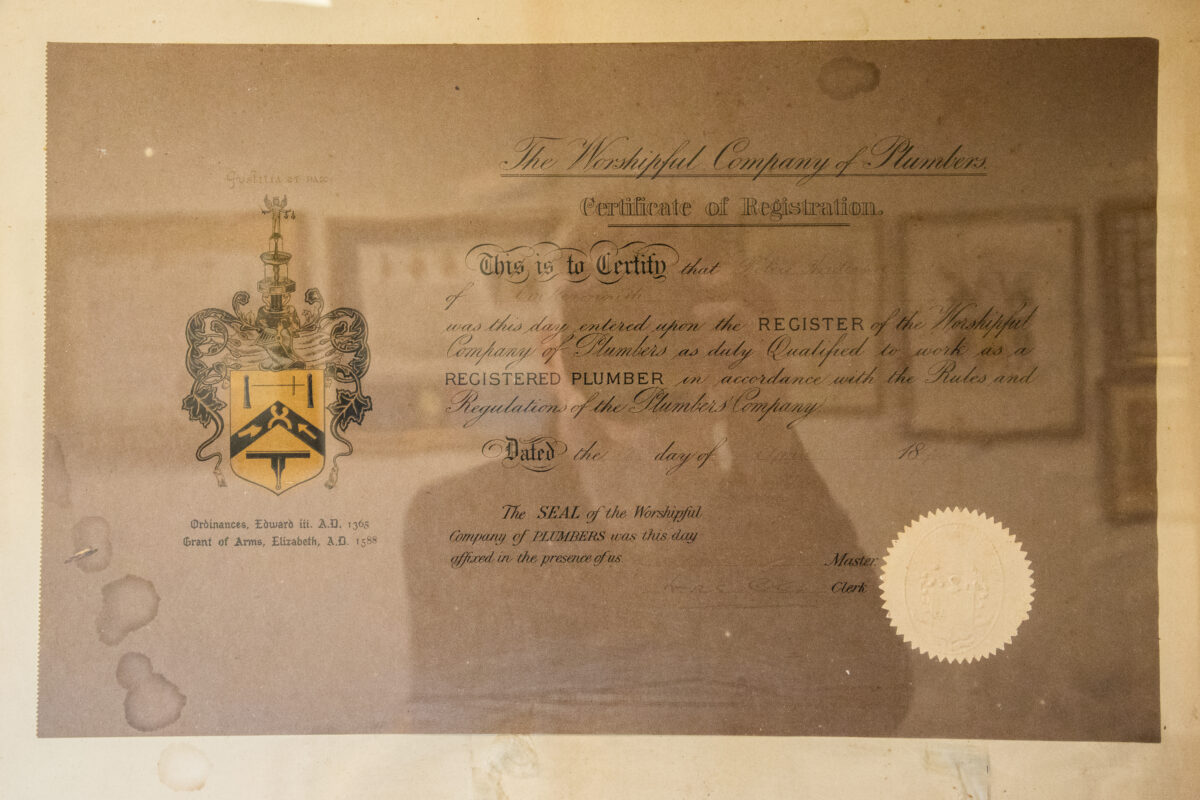 JUSTITIA ET PAX
The Worshipful Company of Plumbers.
Certificate of Registration.
This is to Certify that
of
was this day entered upon the REGISTER of the Worshipful
Company of Plumbers as duly Qualified to work as a
REGISTERED PLUMBER in accordance with the Rules and
Regulations of the Plumbers' Company.
Dated the day of 18
The SEAL of the Worshipful
Company of PLUMBERS was this day
affixed in the presence of us
Master
Clerk
Ordinances, Edward iii. A.D. 1365
Grant of Arms, Elizabeth, A.D. 1588